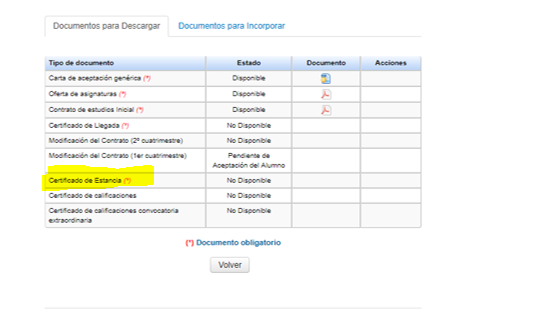 Documentos para Descargar Documentos para Incorporar
Tipo de documento Estado Documento Acciones
Carta de aceptación genérica (*) Disponible
Oferta de asignaturas (*) Disponible
Contrato de estudios Inicial (*) Disponible
Certificado de Llegada (*) No Disponible
Modificación del Contrato (2º cuatrimestre) No Disponible
Modificación del Contrato (1er cuatrimestre) Pendiente de
Aceptación del Alumno
Certificado de Estancia (*) No Disponible
Certificado de calificaciones No Disponible
Certificado de calificaciones convocatoria No Disponible
extraordinaria
(*) Documento obligatorio
Volver